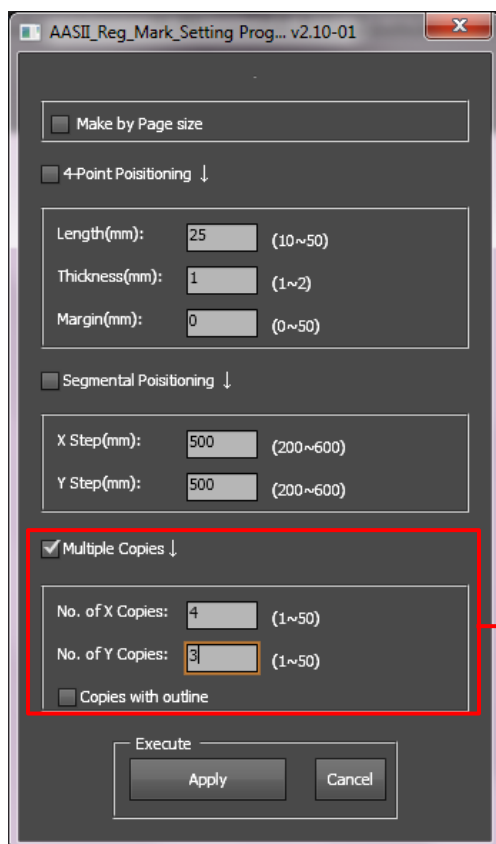 AASII_Reg_Mark_Setting Prog... v2.10-01
Make by Page size
4-Point Poisitioning ↓
Length(mm): 25 (10~50)
Thickness(mm): 1 (1~2)
Margin(mm): 0 (0~50)
Segmental Poisitioning ↓
X Step(mm): 500 (200~600)
Y Step(mm): 500 (200~600)
Multiple Copies ↓
No. of X Copies: 4 (1~50)
No. of Y Copies: 3 (1~50)
Copies with outline
Execute
Apply Cancel